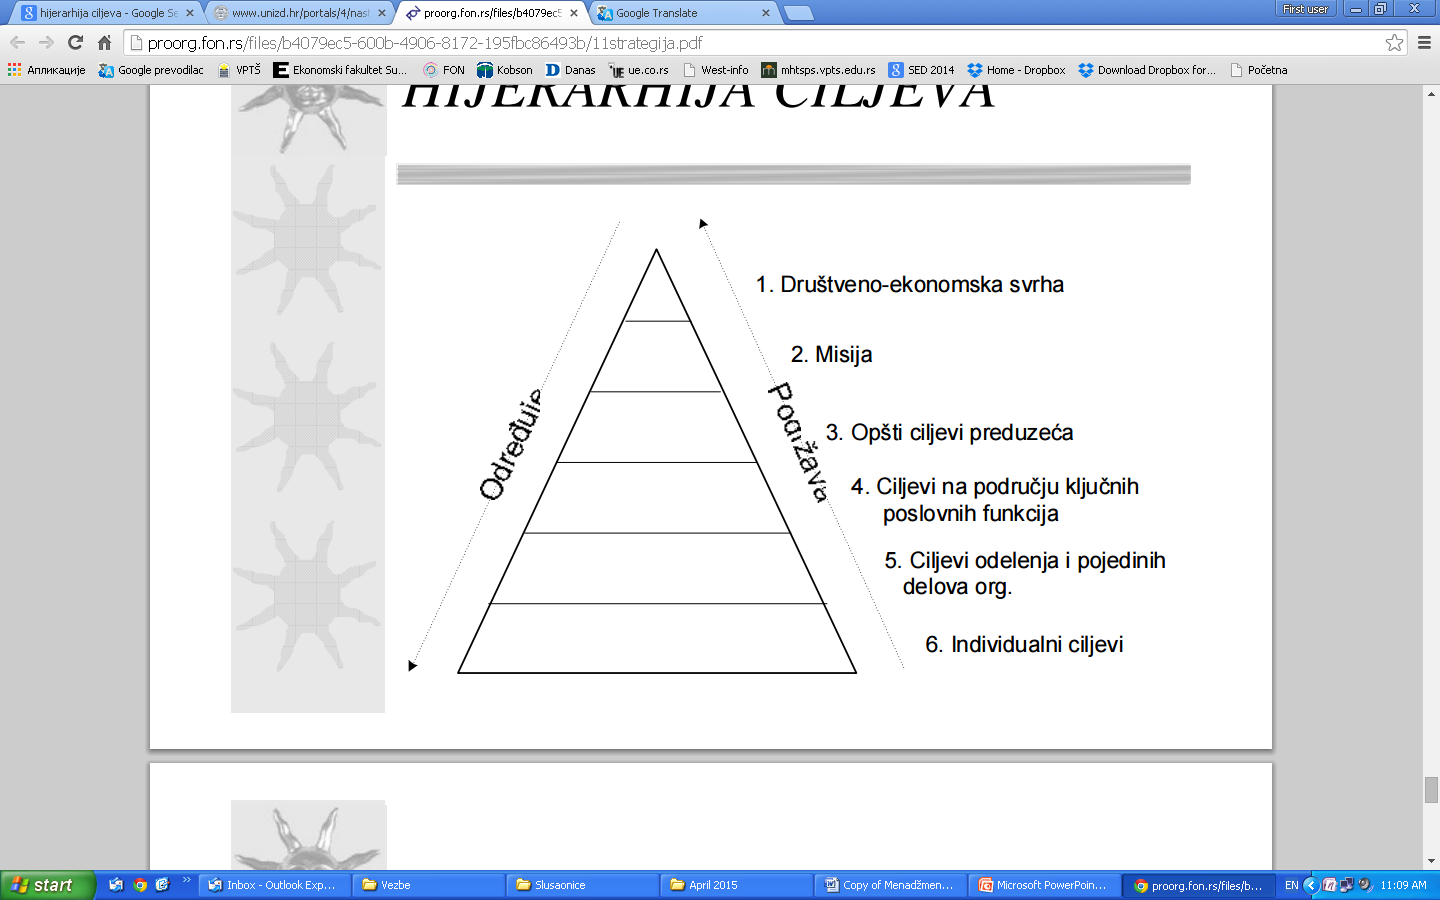 hijerarhija ciljeva - Google Se
www.unizd.hr/portals/4/nast
proorg.fon.rs/files/b4079ec5
Google Translate
First user
proorg.fon.rs/files/b4079ec5-600b-4906-8172-195fbc86493b/11strategija.pdf
Апликације
Google prevodilac
VPTŠ
Ekonomski fakultet Su...
FON
Kobson
Danas
ue.co.rs
West-info
mhtsps.vpts.edu.rs
SED 2014
Home - Dropbox
Download Dropbox for...
Početna
HIJERARHIJA CILJEVA
1. Društveno-ekonomska svrha
2. Misija
Određuje
Podržava
3. Opšti ciljevi preduzeća
4. Ciljevi na području ključnih
poslovnih funkcija
5. Ciljevi odelenja i pojedinih
delova org.
6. Individualni ciljevi
start
Inbox - Outlook Exp...
Vezbe
Slusaonice
April 2015
Copy of Menadžmen...
Microsoft PowerPoin...
proorg.fon.rs/files/b...
EN
11:09 AM